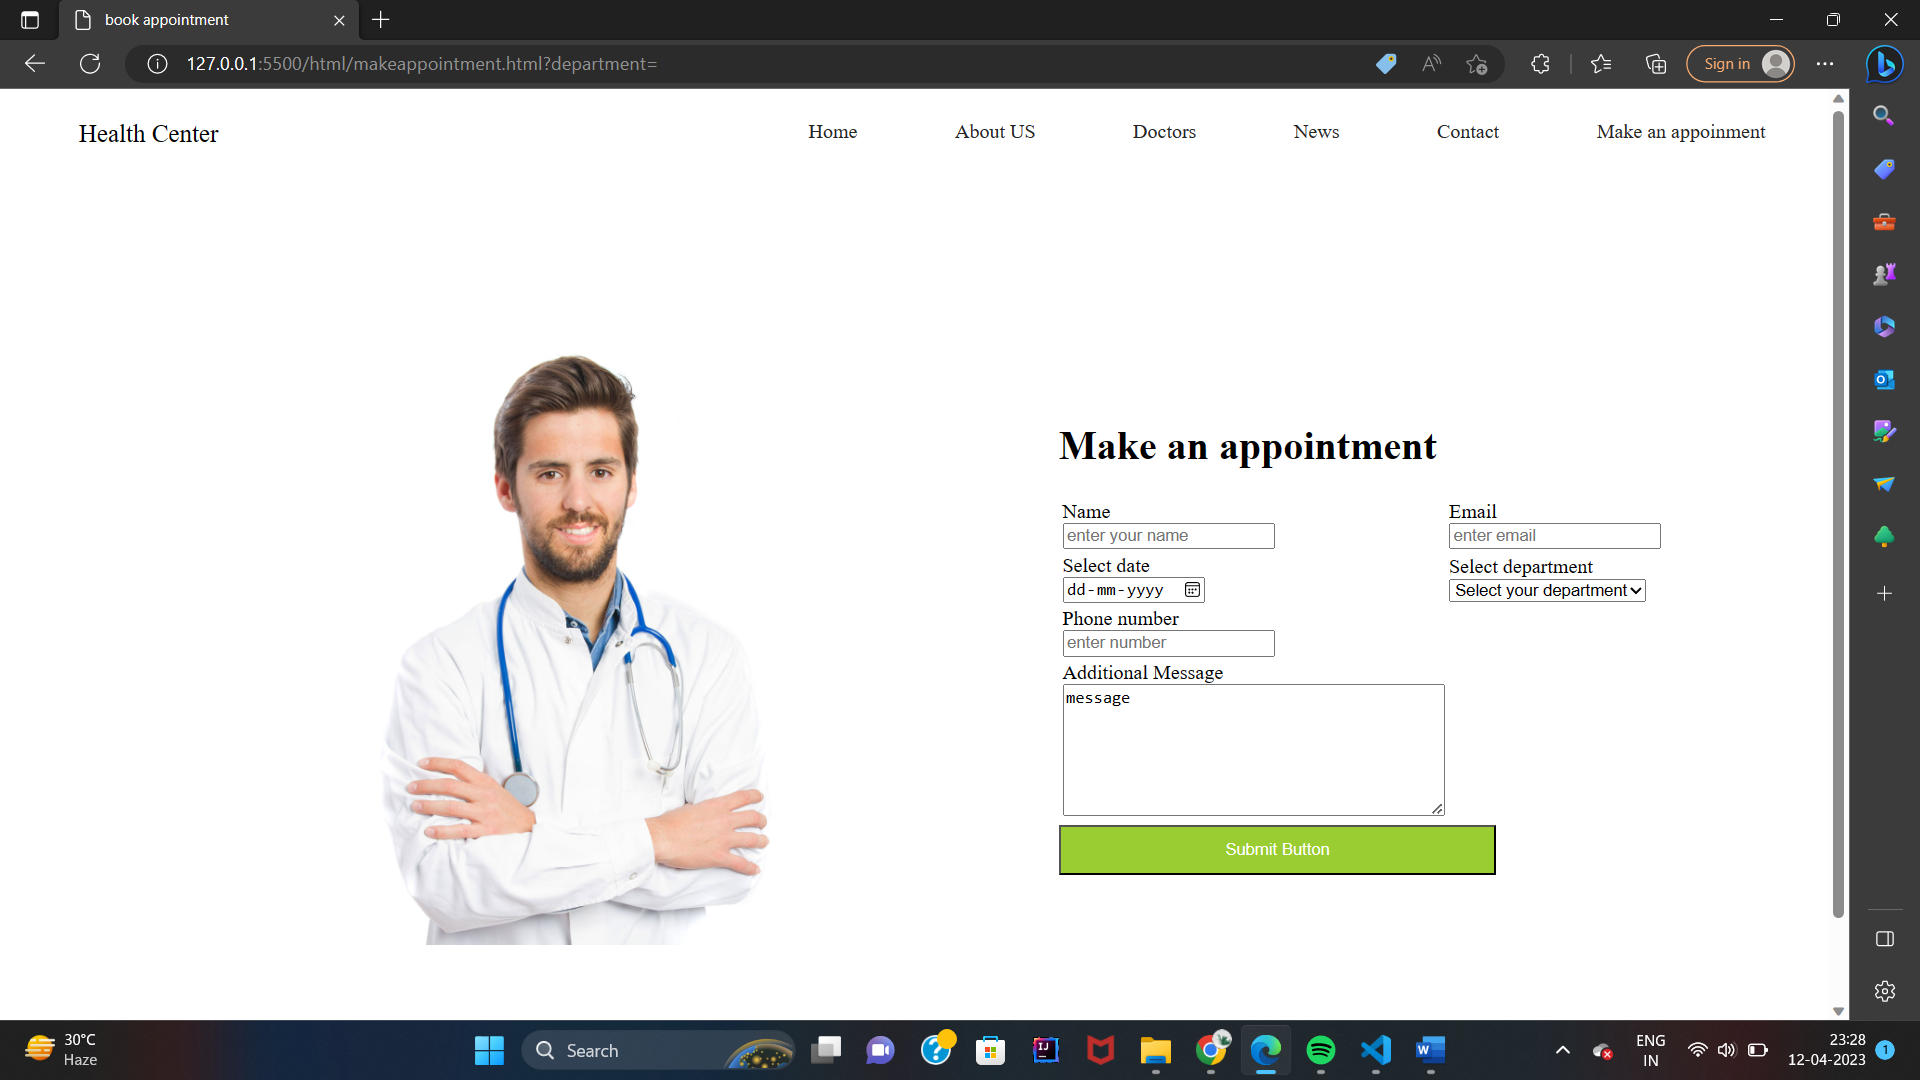 book appointment
127.0.0.1:5500/html/makeappointment.html?department=
Sign in
Health Center
Home
About US
Doctors
News
Contact
Make an appoinment
Make an appointment
Name
Email
enter your name
enter email
Select date
Select department
dd-mm-yyyy
Select your department
Phone number
enter number
Additional Message
message
Submit Button
30°C
Haze
Search
ENG
IN
23:28
12-04-2023
1